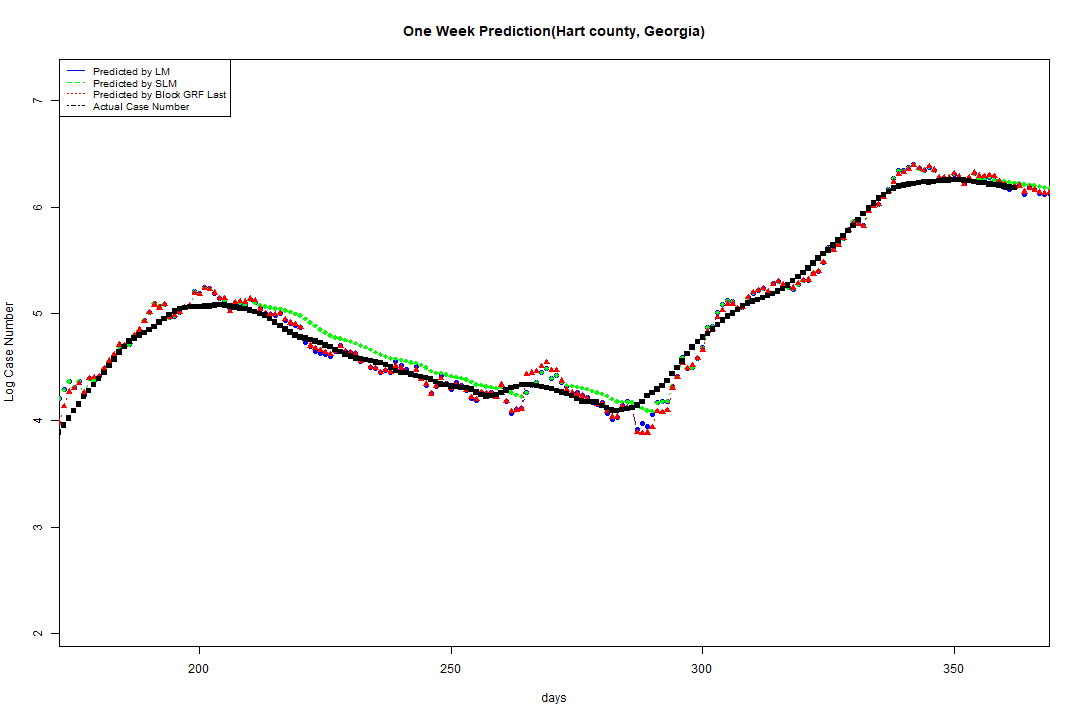 One Week Prediction(Hart county, Georgia)
Predicted by LM
Predicted by SLM
Predicted by Block GRF Last
Actual Case Number
7
6
5
4
3
2
Log Case Number
200 250 300 350
days